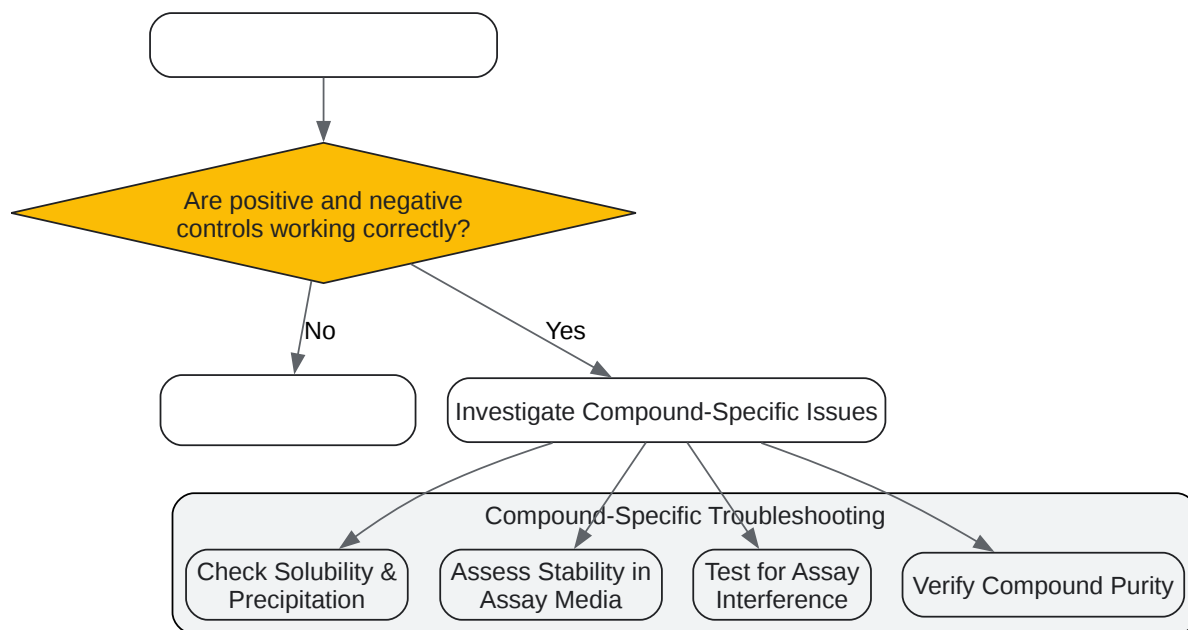 Are positive and negative
controls working correctly?
No
Yes
Investigate Compound-Specific Issues
Compound-Specific Troubleshooting
Check Solubility &
Precipitation
Assess Stability in
Assay Media
Test for Assay
Interference
Verify Compound Purity